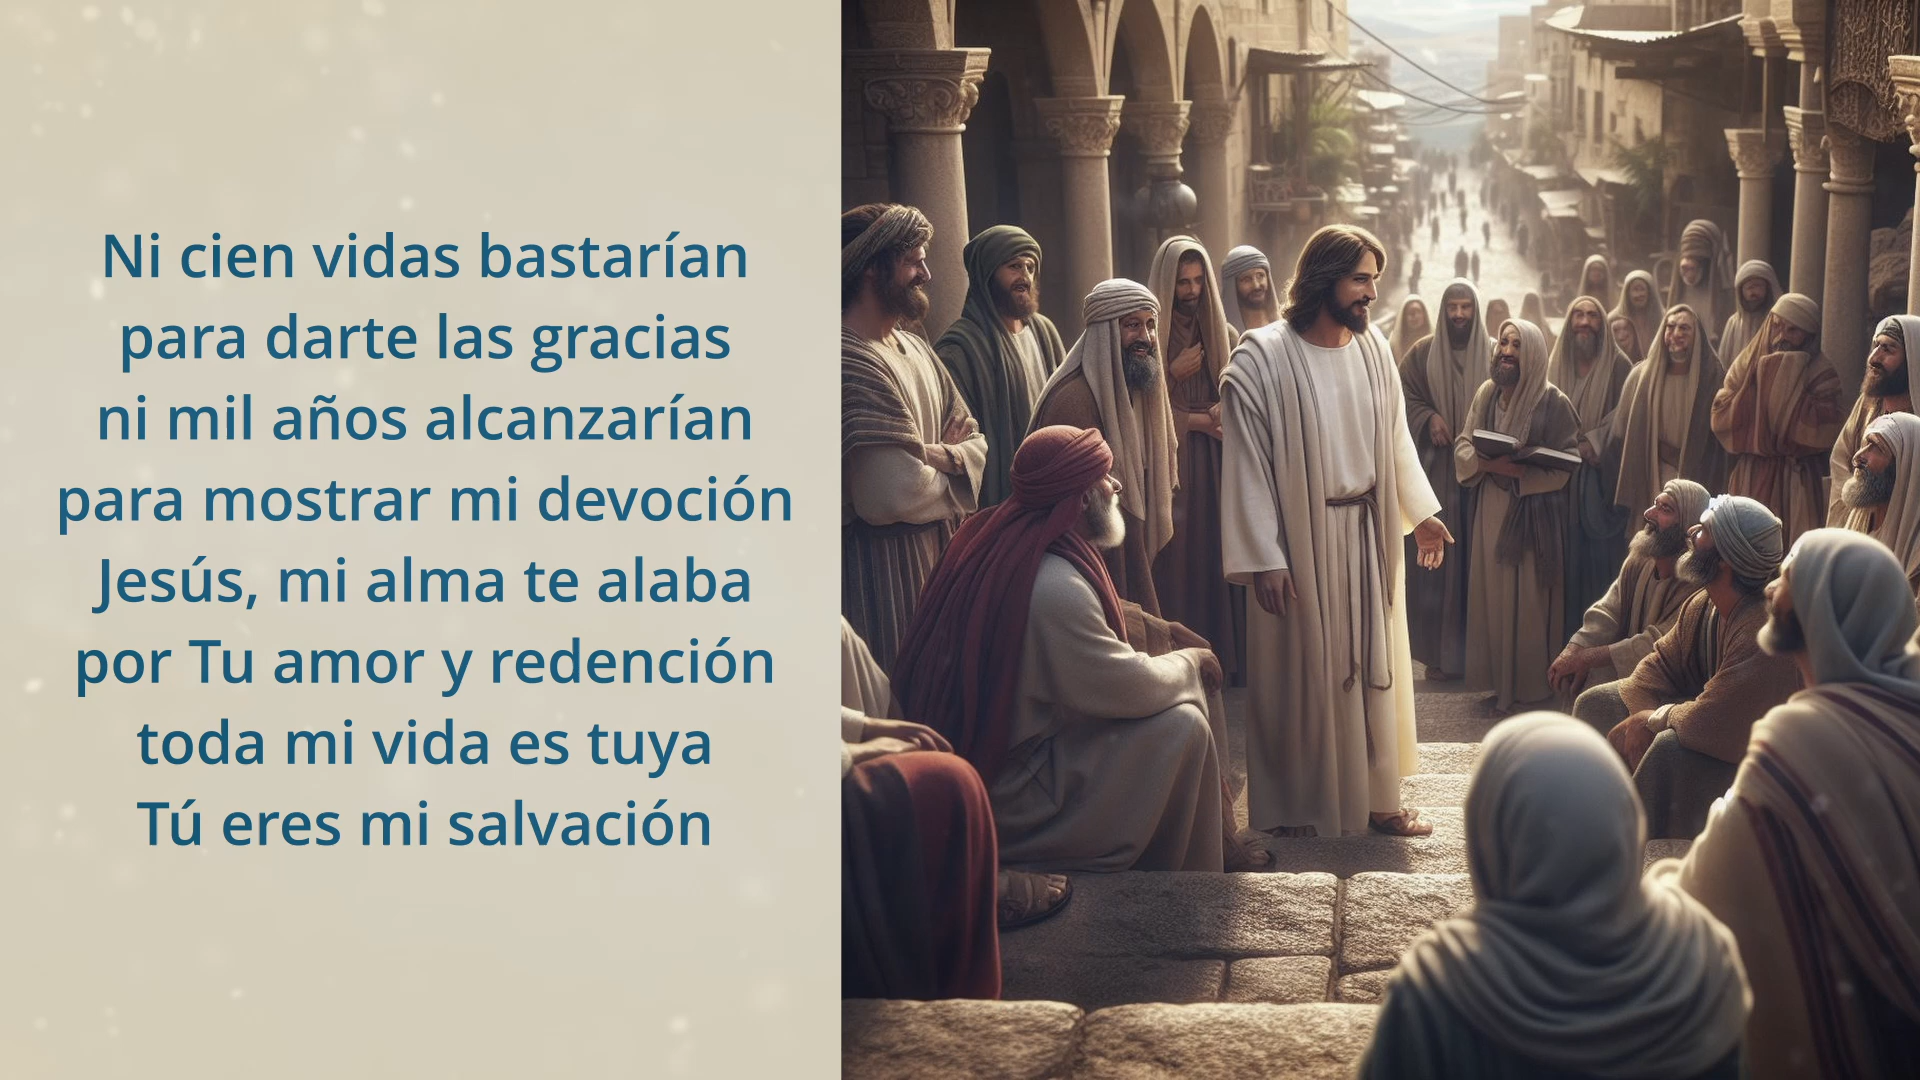 Ni cien vidas bastarían
para darte las gracias
ni mil años alcanzarían
para mostrar mi devoción
Jesús, mi alma te alaba
por Tu amor y redención
toda mi vida es tuya
Tú eres mi salvación